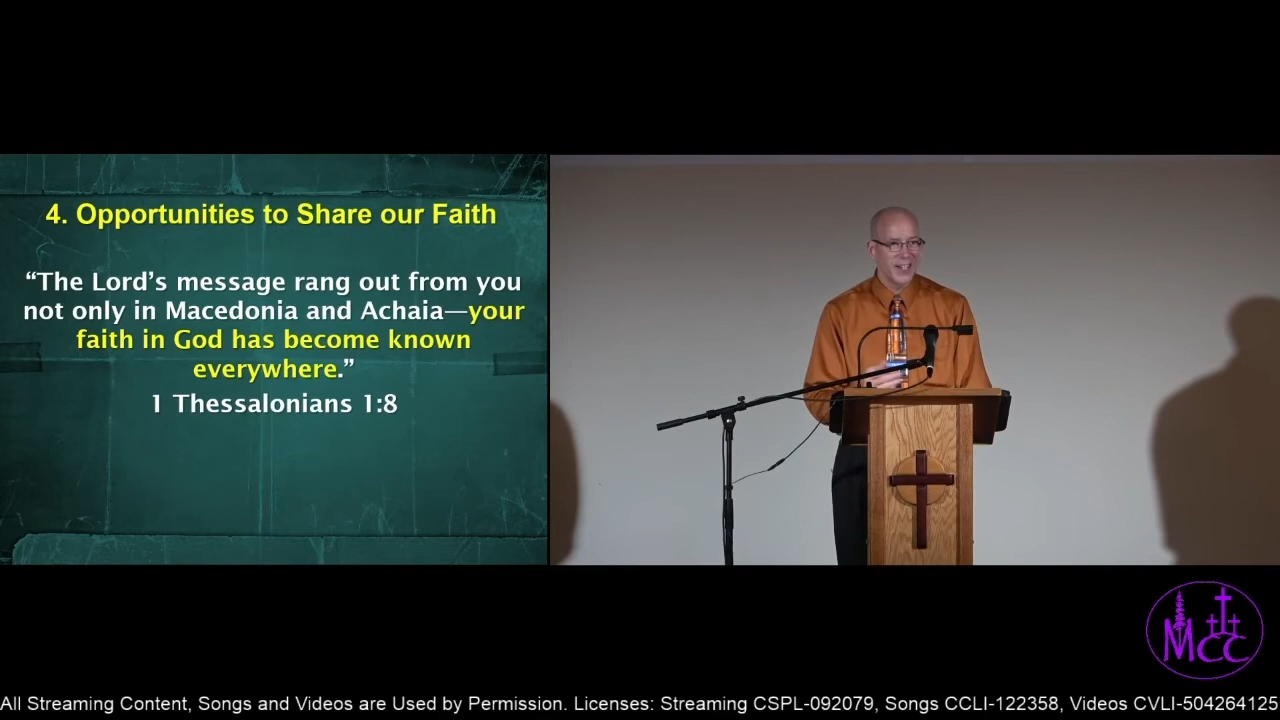 4. Opportunities to Share our Faith
“The Lord’s message rang out from you
not only in Macedonia and Achaia—your
faith in God has become known
everywhere.”
1 Thessalonians 1:8
MCC
All Streaming Content, Songs and Videos are Used by Permission. Licenses: Streaming CSPL-092079, Songs CCLI-122358, Videos CVLI-504264125